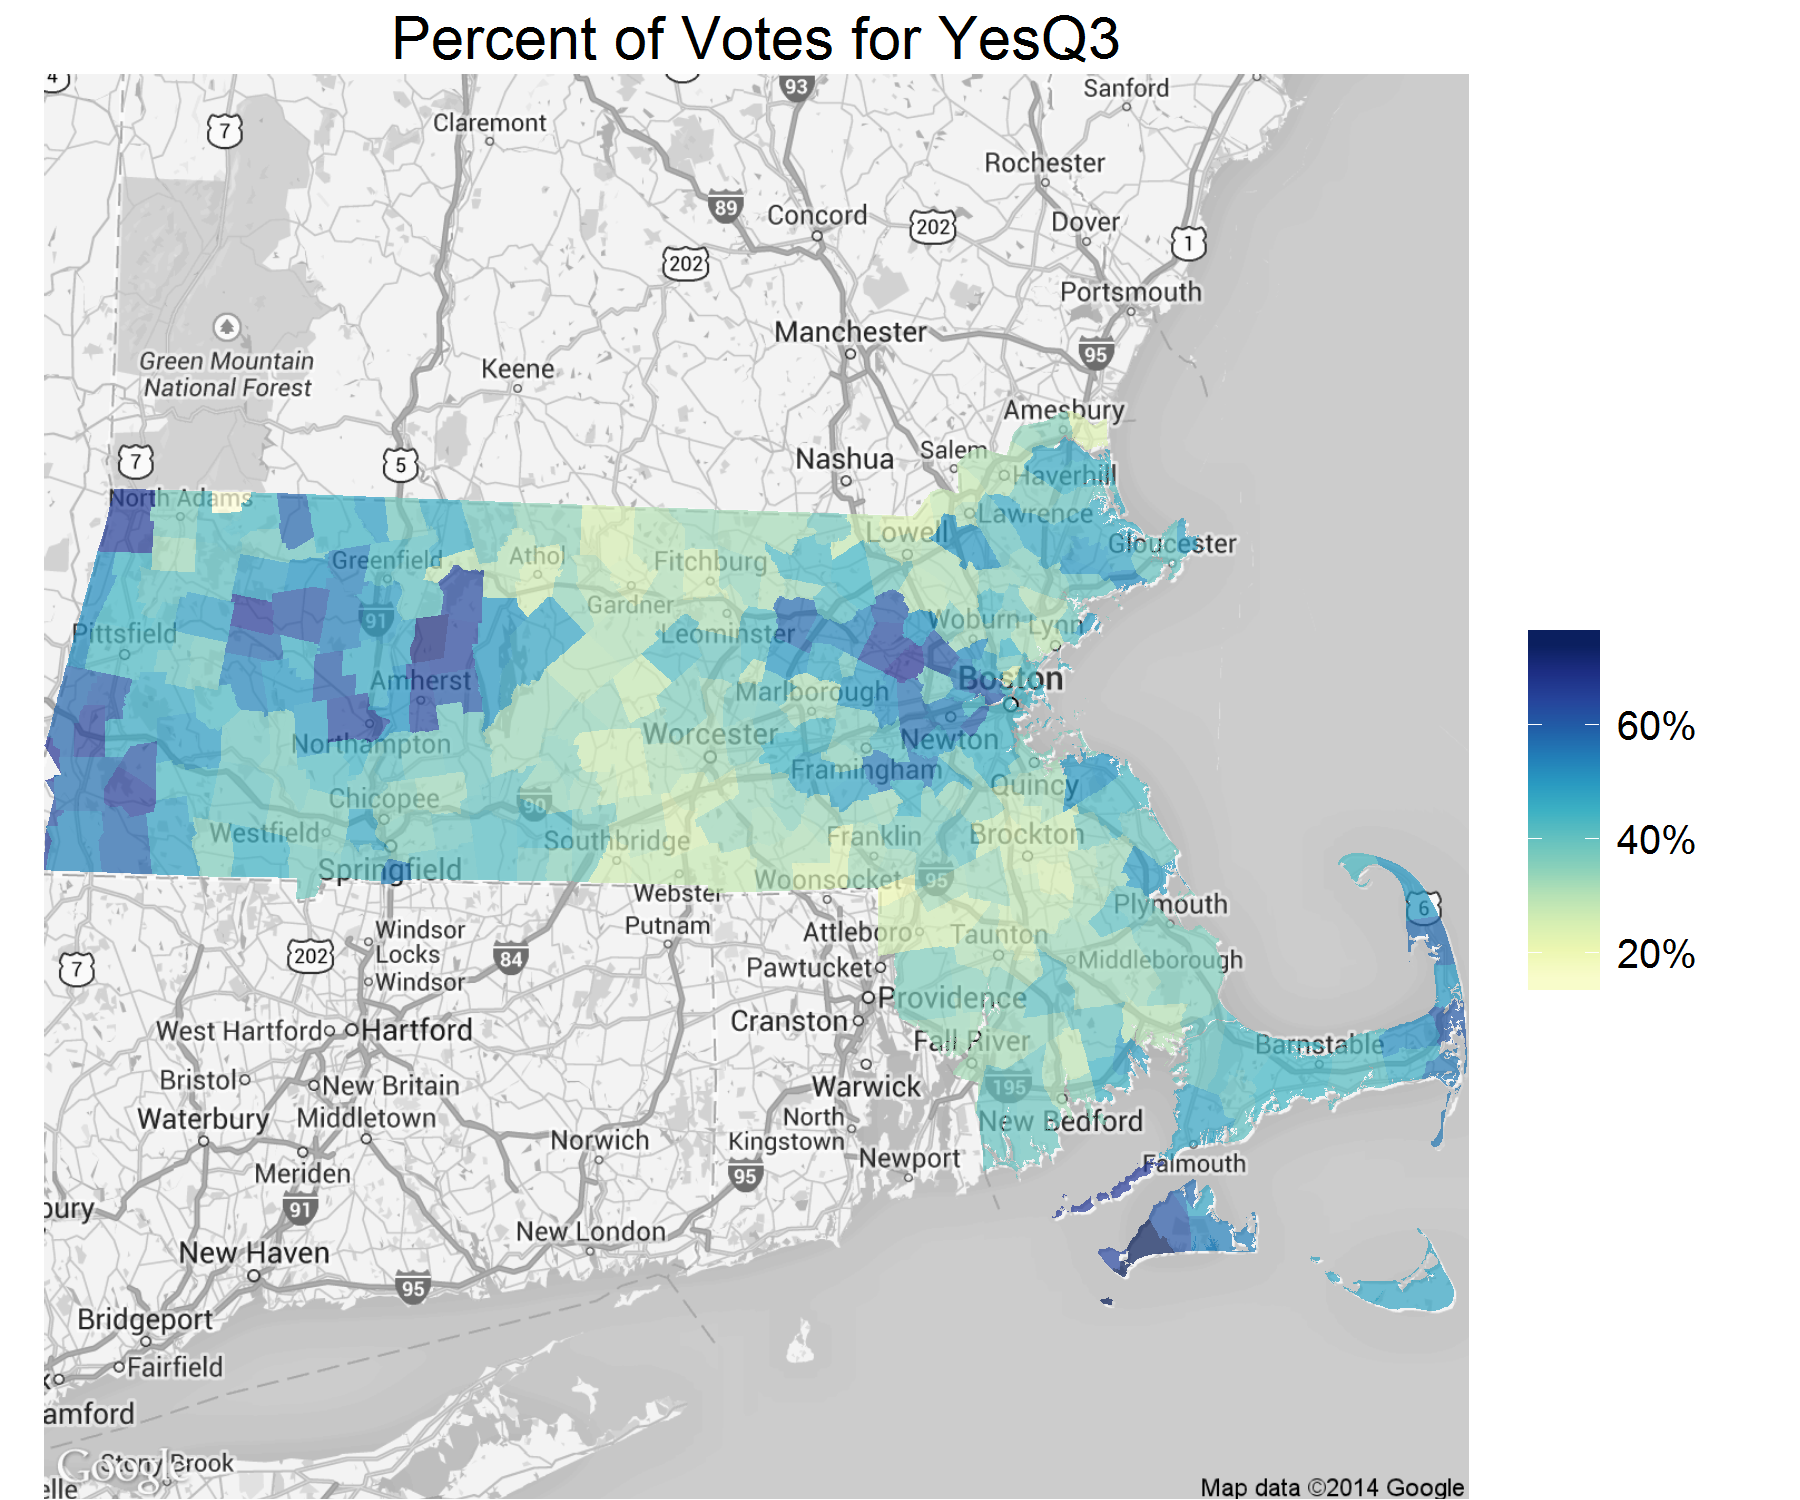 Percent of Votes for YesQ3
4
93
Sanford
7
Claremont
Rochester
89
Concord
202
Dover
1
202
Portsmouth
Manchester
95
Green Mountain
National Forest
Keene
Amesbury
7
5
Nashua
Salem
Haverhill
North Adams
Lawrence
Lowell
Gloucester
Greenfield
Athol
Fitchburg
91
Gardner
Woburn
Lynn
Pittsfield
Leominster
Amherst
Marlborough
Boston
Northampton
Worcester
Newton
Framingham
Quincy
Chicopee
90
Westfield
Southbridge
Franklin
Brockton
Springfield
Webster
Woonsocket
95
Plymouth
6
Windsor
Locks
Putnam
Attleboro
Taunton
7
202
84
Windsor
Pawtucket
Middleborough
Providence
West Hartford
Hartford
Cranston
Fall River
Barnstable
Bristol
New Britain
Warwick
195
Waterbury
Middletown
North
Kingstown
New Bedford
Norwich
Meriden
95
Newport
Falmouth
bury
91
New London
New Haven
95
Bridgeport
Fairfield
amford
Google
Stony Brook
elle
Map data ©2014 Google
60%
40%
20%